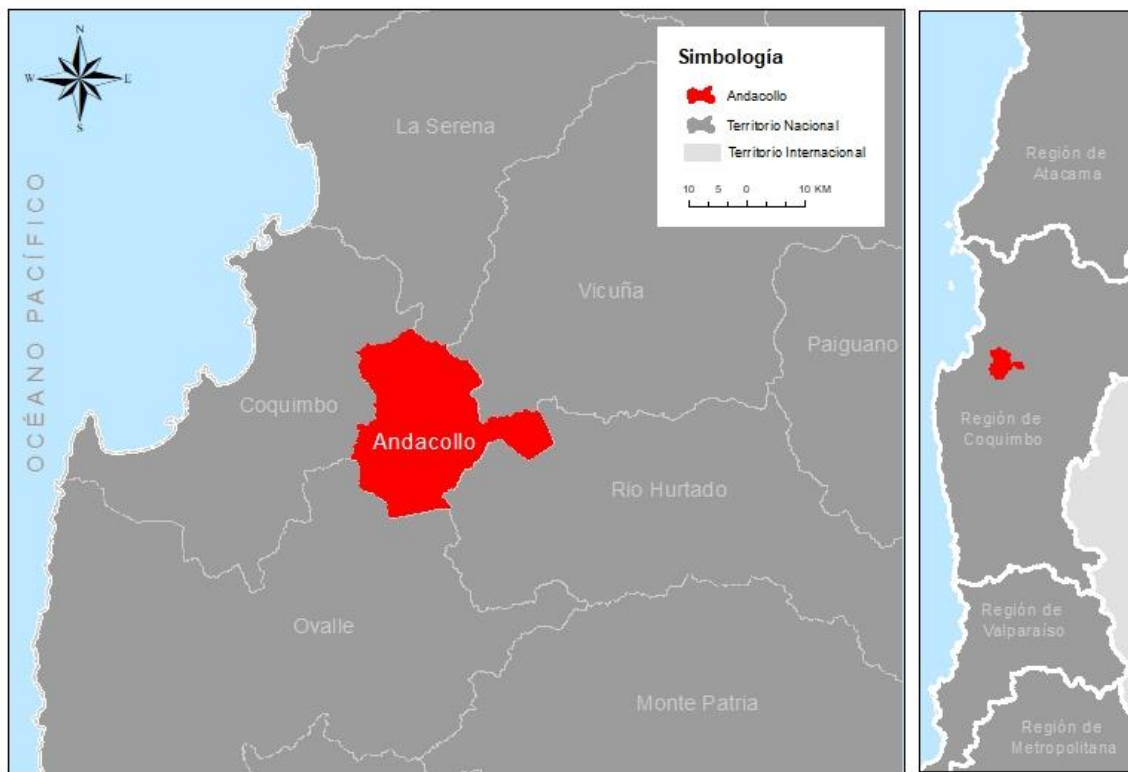 N
W E
S
OCÉANO PACÍFICO
Simbología
Andacollo
Territorio Nacional
Territorio Internacional
10 5 0 10 KM
La Serena
Vicuña
Paiguano
Coquimbo
Andacollo
Rio Hurtado
Ovalle
Monte Patria
Región de
Atacama
Región de
Coquimbo
Región de
Valparaíso
Región de
Metropolitana